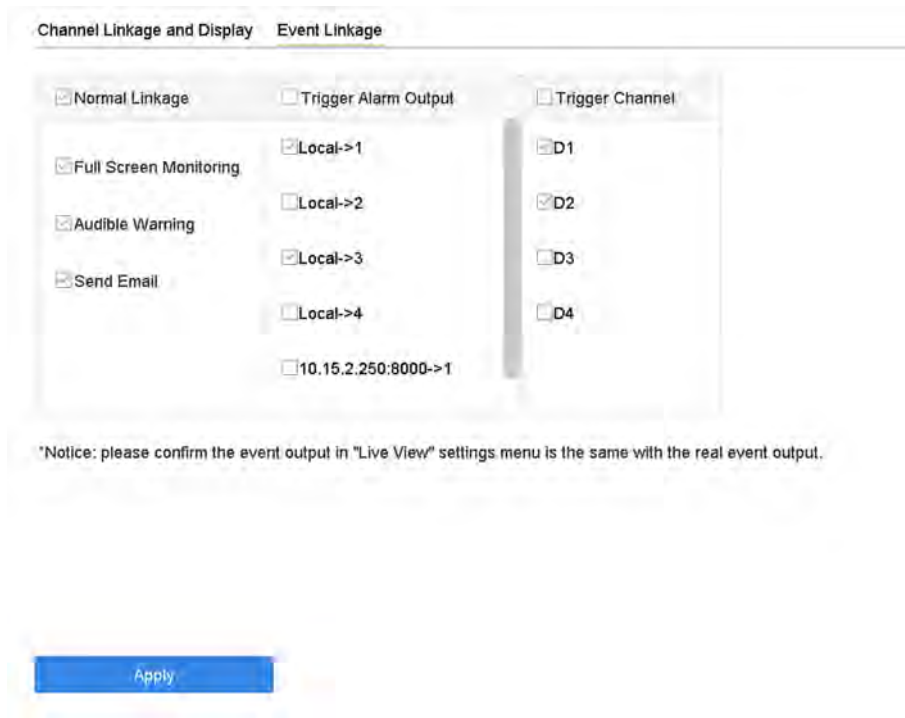 Channel Linkage and Display Event Linkage
Normal Linkage Trigger Alarm Output Trigger Channel
Full Screen Monitoring
Audible Warning
Send Email
Local->1
Local->2
Local->3
Local->4
10.15.2.250:8000->1
D1
D2
D3
D4
*Notice: please confirm the event output in "Live View" settings menu is the same with the real event output.
Apply